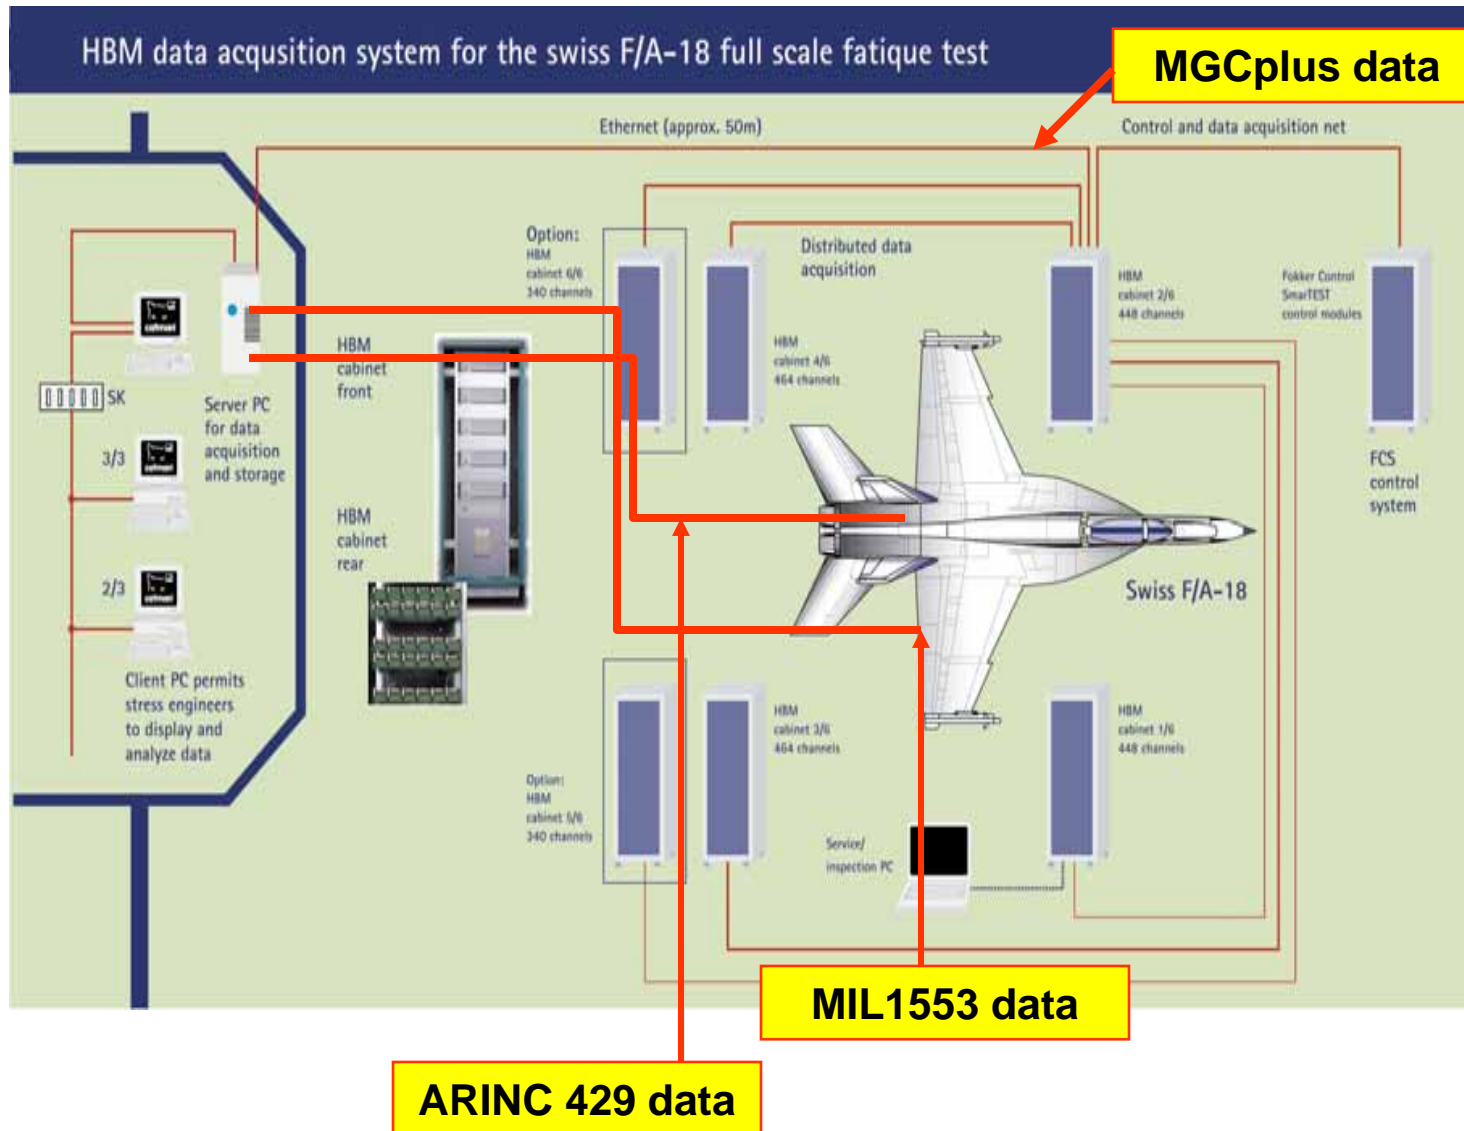 HBM data acqusition system for the swiss F/A-18 full scale fatique test
MGCplus data
Ethernet (approx. 50m)
Control and data acquisition net
Option:
HBM
cabinet 6/6
340 channels
Distributed data
acquisition
HBM
cabinet 2/6
448 channels
Fokker Control
SmarTEST
control modules
HBM
cabinet 4/6
464 channels
HBM
cabinet
front
SK
Server PC
for data
acquisition
and storage
3/3
FCS
control
system
HBM
cabinet
rear
2/3
Swiss F/A-18
Client PC permits
stress engineers
to display and
analyze data
HBM
cabinet 3/6
464 channels
HBM
cabinet 1/6
448 channels
Option:
HBM
cabinet 5/6
340 channels
Service/
inspection PC
MIL1553 data
ARINC 429 data